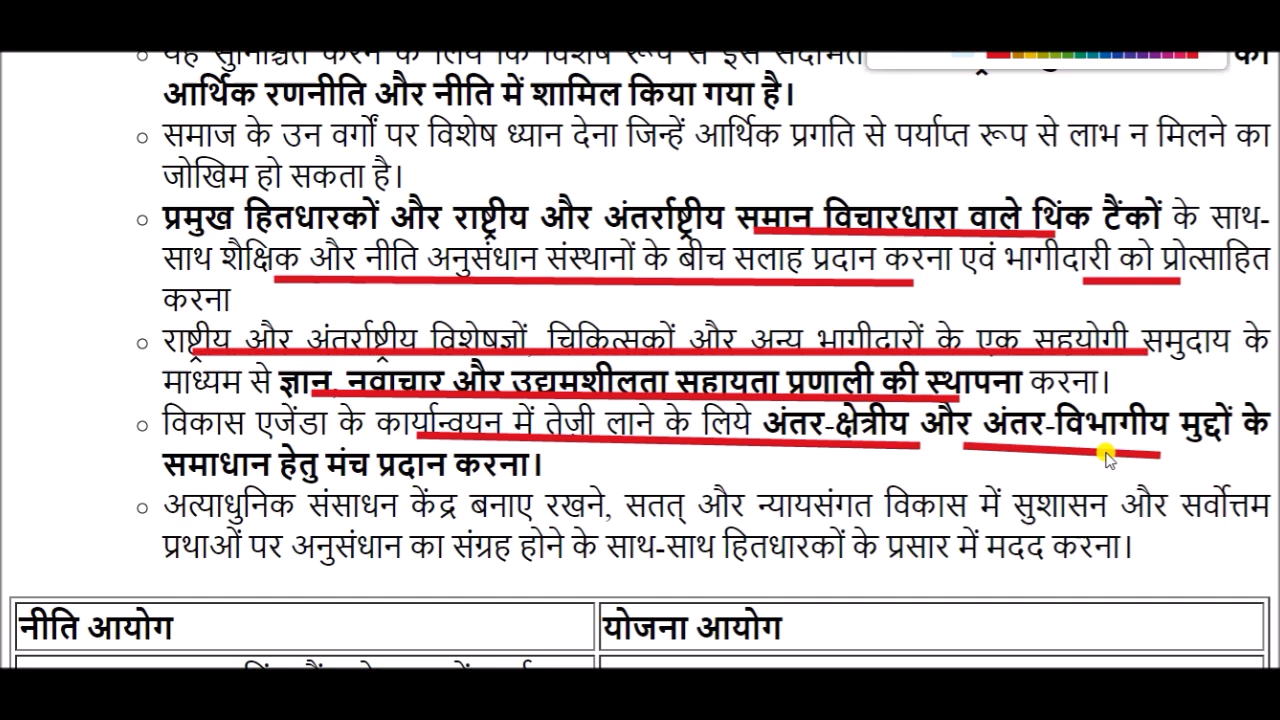 यह सुनिश्चित करने के लिये कि विशेष रूप से इसे संदर्भित
आर्थिक रणनीति और नीति में शामिल किया गया है।
समाज के उन वर्गों पर विशेष ध्यान देना जिन्हें आर्थिक प्रगति से पर्याप्त रूप से लाभ न मिलने का
जोखिम हो सकता है।
प्रमुख हितधारकों और राष्ट्रीय और अंतर्राष्ट्रीय समान विचारधारा वाले थिंक टैंकों के साथ-
साथ शैक्षिक और नीति अनुसंधान संस्थानों के बीच सलाह प्रदान करना एवं भागीदारी को प्रोत्साहित
करना
राष्ट्रीय और अंतर्राष्ट्रीय विशेषज्ञों, चिकित्सकों और अन्य भागीदारों के एक सहयोगी समुदाय के
माध्यम से ज्ञान, नवाचार और उद्यमशीलता सहायता प्रणाली की स्थापना करना।
विकास एजेंडा के कार्यान्वयन में तेज़ी लाने के लिये अंतर-क्षेत्रीय और अंतर-विभागीय मुद्दों के
समाधान हेतु मंच प्रदान करना।
अत्याधुनिक संसाधन केंद्र बनाए रखने, सतत् और न्यायसंगत विकास में सुशासन और सर्वोत्तम
प्रथाओं पर अनुसंधान का संग्रह होने के साथ-साथ हितधारकों के प्रसार में मदद करना।
नीति आयोग
योजना आयोग